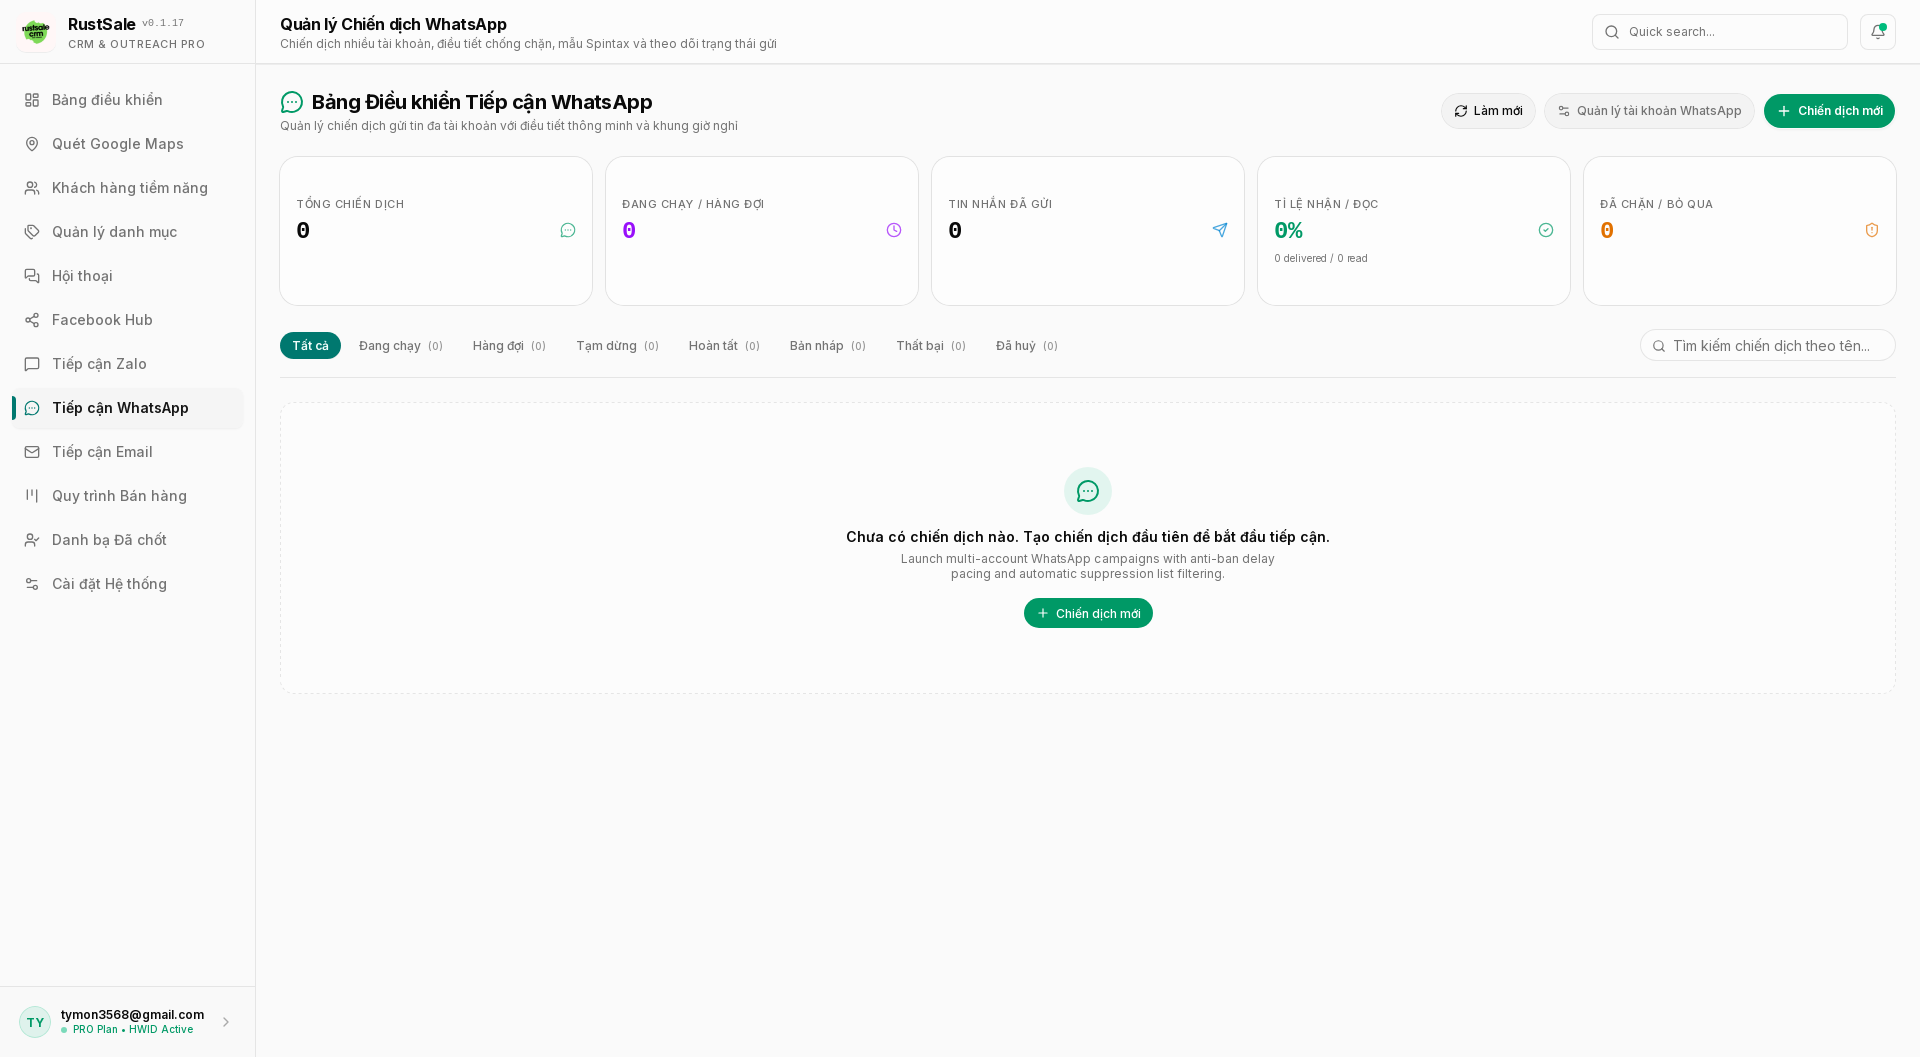 rustsale
crm
RustSale v0.1.17
CRM & OUTREACH PRO
Bảng điều khiển
Quét Google Maps
Khách hàng tiềm năng
Quản lý danh mục
Hội thoại
Facebook Hub
Tiếp cận Zalo
Tiếp cận WhatsApp
Tiếp cận Email
Quy trình Bán hàng
Danh bạ Đã chốt
Cài đặt Hệ thống
TY
tymon3568@gmail.com
PRO Plan • HWID Active
Quản lý Chiến dịch WhatsApp
Chiến dịch nhiều tài khoản, điều tiết chống chặn, mẫu Spintax và theo dõi trạng thái gửi
Quick search...
Bảng Điều khiển Tiếp cận WhatsApp
Quản lý chiến dịch gửi tin đa tài khoản với điều tiết thông minh và khung giờ nghỉ
Làm mới
Quản lý tài khoản WhatsApp
Chiến dịch mới
TỔNG CHIẾN DỊCH
0
ĐANG CHẠY / HÀNG ĐỢI
0
TIN NHẮN ĐÃ GỬI
0
TỈ LỆ NHẬN / ĐỌC
0%
0 delivered / 0 read
ĐÃ CHẶN / BỎ QUA
0
Tất cả
Đang chạy (0)
Hàng đợi (0)
Tạm dừng (0)
Hoàn tất (0)
Bản nháp (0)
Thất bại (0)
Đã huỷ (0)
Tìm kiếm chiến dịch theo tên...
Chưa có chiến dịch nào. Tạo chiến dịch đầu tiên để bắt đầu tiếp cận.
Launch multi-account WhatsApp campaigns with anti-ban delay
pacing and automatic suppression list filtering.
Chiến dịch mới